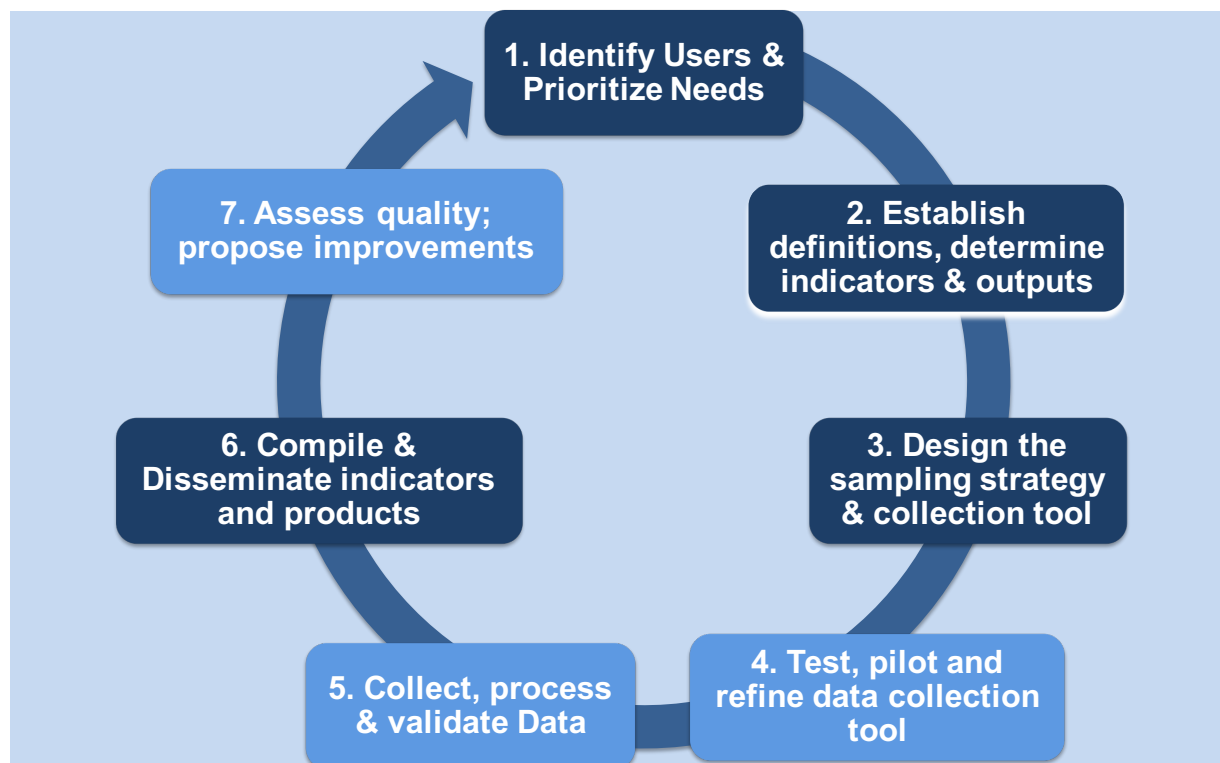 1. Identify Users &
Prioritize Needs
2. Establish
definitions, determine
indicators & outputs
3. Design the
sampling strategy
& collection tool
4. Test, pilot and
refine data collection
tool
5. Collect, process
& validate Data
6. Compile &
Disseminate indicators
and products
7. Assess quality;
propose improvements